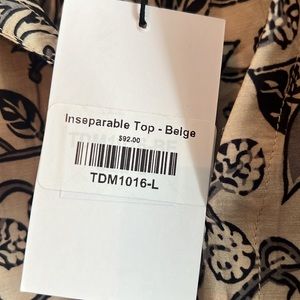 Inseparable Top - Beige
$92.00
TDM1016-L